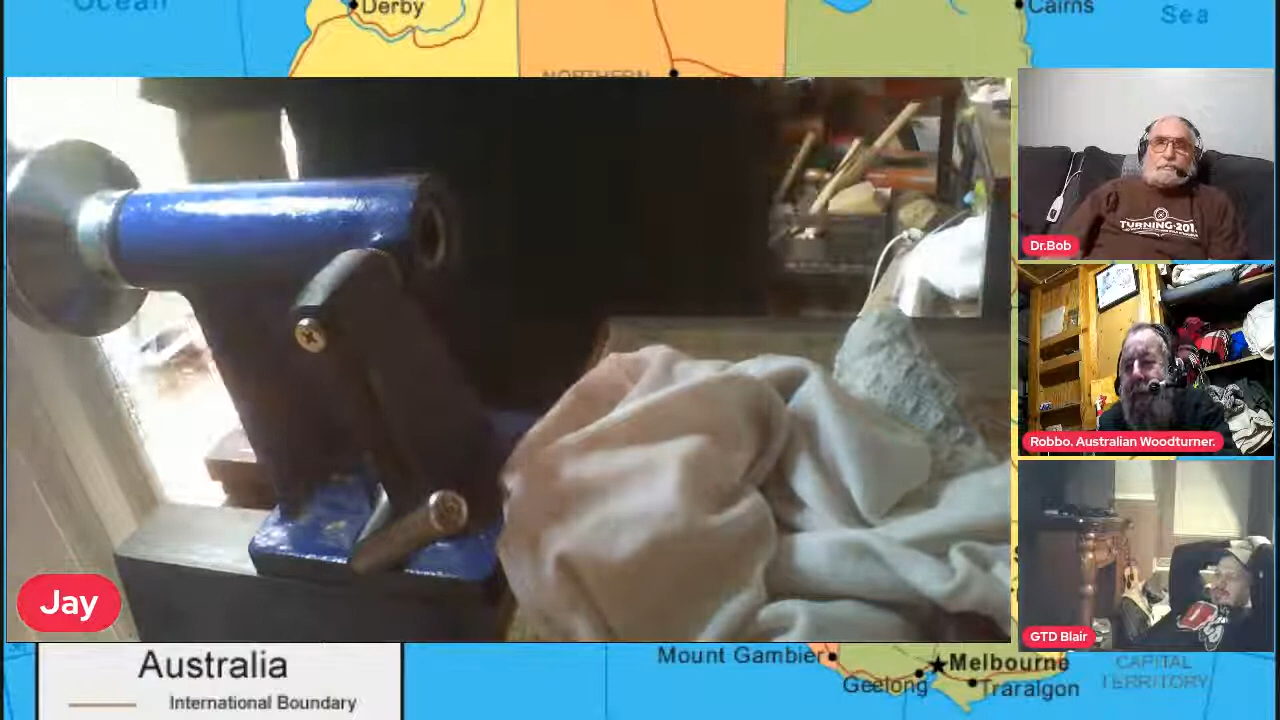 Ocean
Derby
Cairns
Sea
NORTHERN
TURNING 201
Dr.Bob
Robbo. Australian Woodturner.
GTD Blair
Jay
Australia
International Boundary
Mount Gambier
Geelong
Melbourne
Traralgon
CAPITAL
TERRITORY